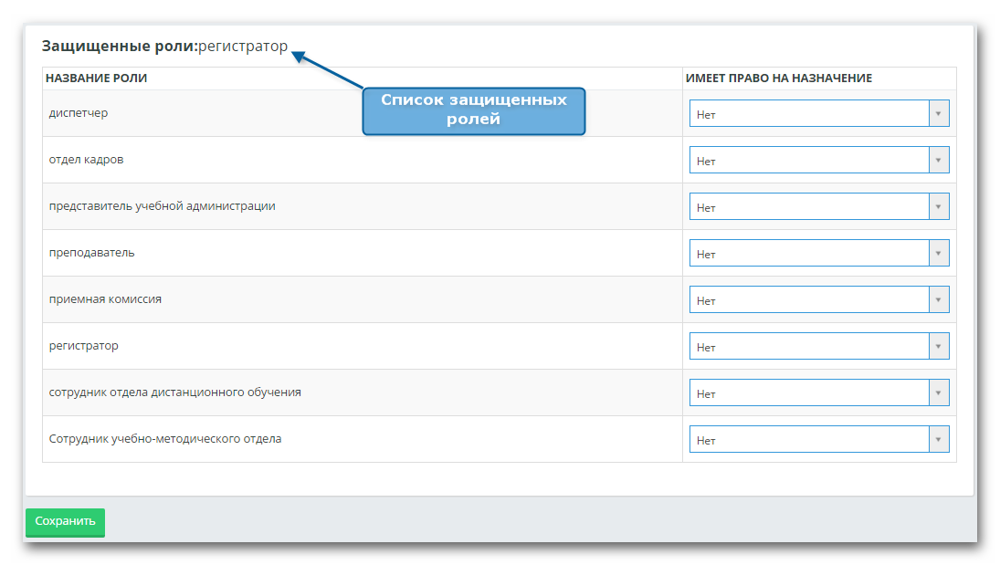 Защищенные роли:регистратор
НАЗВАНИЕ РОЛИ ИМЕЕТ ПРАВО НА НАЗНАЧЕНИЕ
Список защищенных
ролей
диспетчер Нет
отдел кадров Нет
представитель учебной администрации Нет
преподаватель Нет
приемная комиссия Нет
регистратор Нет
сотрудник отдела дистанционного обучения Нет
Сотрудник учебно-методического отдела Нет
Сохранить